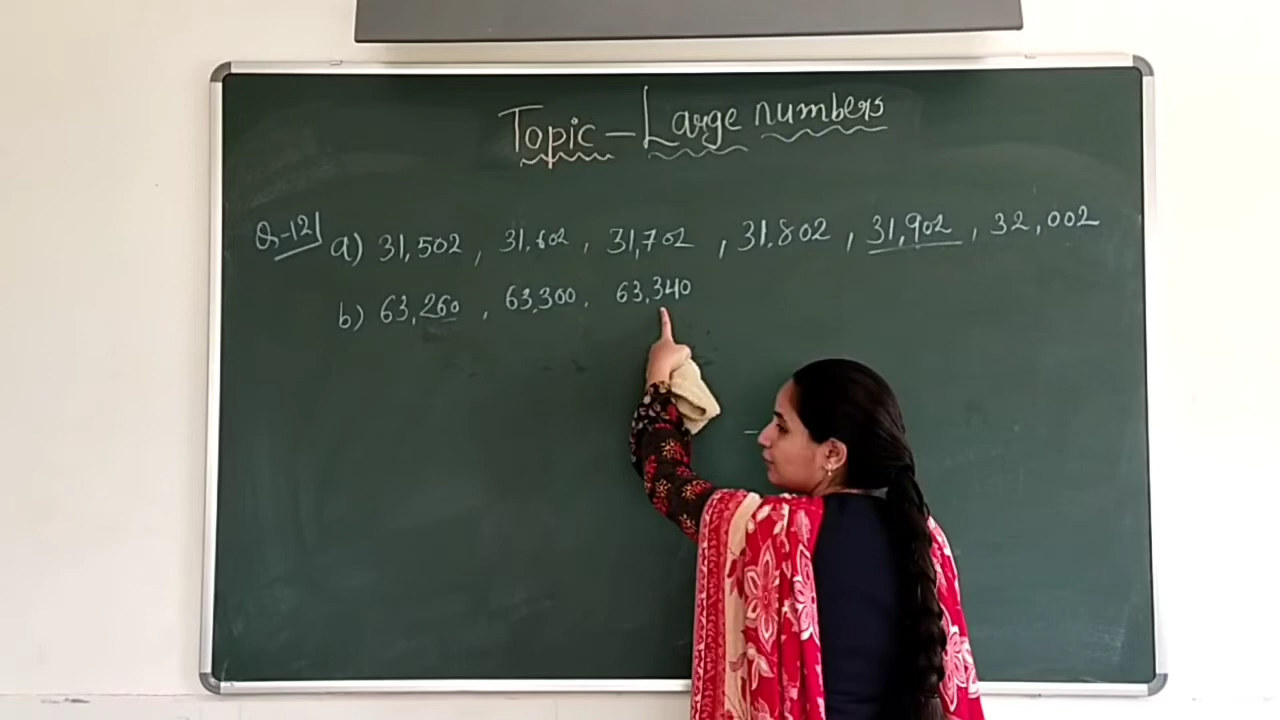 Topic – Large numbers
Q-12] a) 31,502 , 31,602 , 31,702 , 31,802 , 31,902 , 32,002
b) 63,260 , 63,300 , 63,340